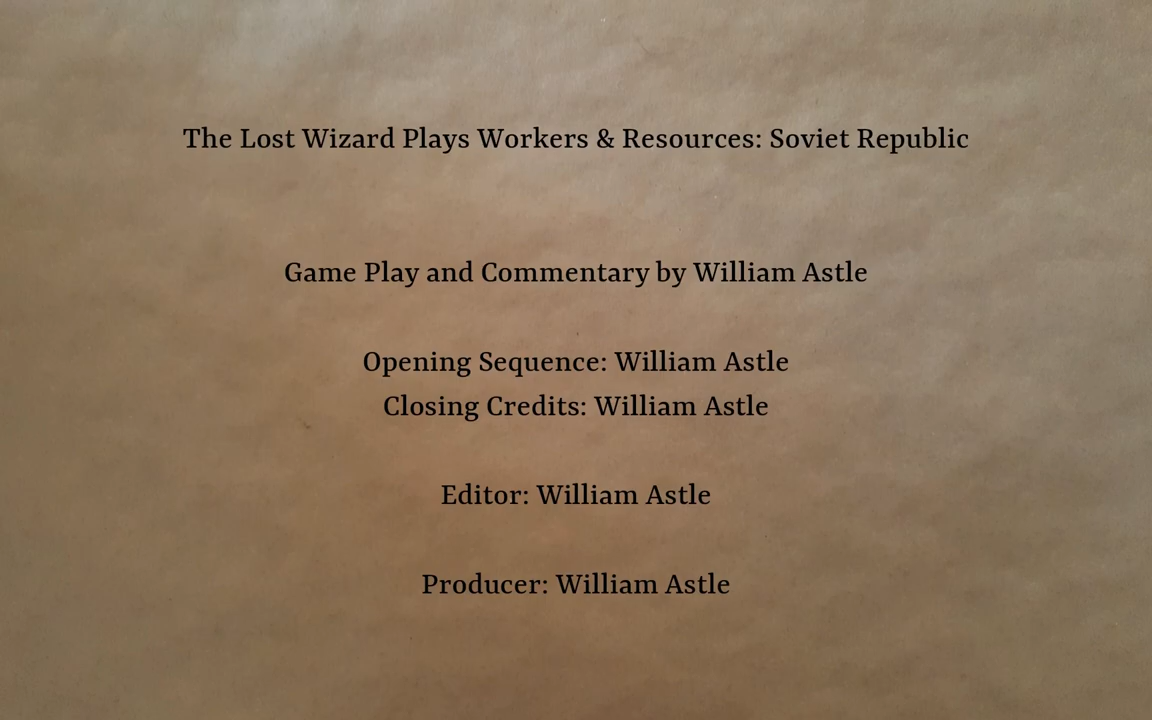 The Lost Wizard Plays Workers & Resources: Soviet Republic
Game Play and Commentary by William Astle
Opening Sequence: William Astle
Closing Credits: William Astle
Editor: William Astle
Producer: William Astle